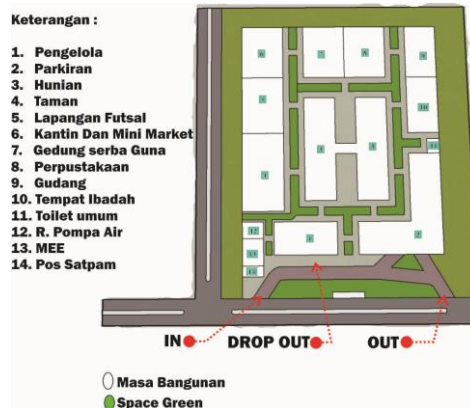 Keterangan :
1. Pengelola
2. Parkiran
3. Hunian
4. Taman
5. Lapangan Futsal
6. Kantin Dan Mini Market
7. Gedung serba Guna
8. Perpustakaan
9. Gudang
10. Tempat Ibadah
11. Toilet umum
12. R. Pompa Air
13. MEE
14. Pos Satpam
IN DROP OUT OUT
Masa Bangunan
Space Green